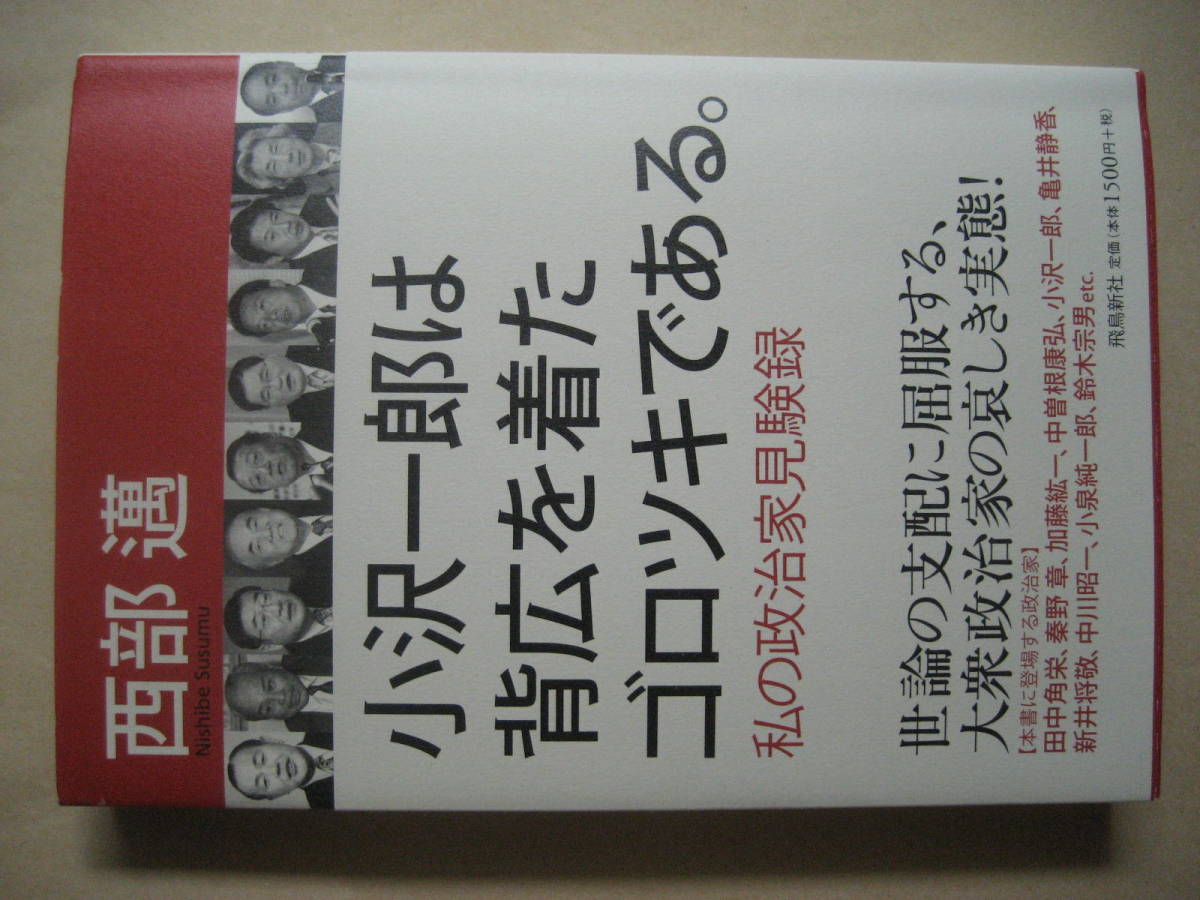 西部 邁
Nishibe Susumu
小沢一郎は
背広を着た
ゴロツキである。
私の政治家見験録
世論の支配に屈服する、
大衆政治家の哀しき実態!
【本書に登場する政治家】
田中角栄、秦野 章、加藤紘一、中曽根康弘、小沢一郎、亀井静香、
新井将敬、中川昭一、小泉純一郎、鈴木宗男etc.
飛鳥新社 定価(本体1500円+税)